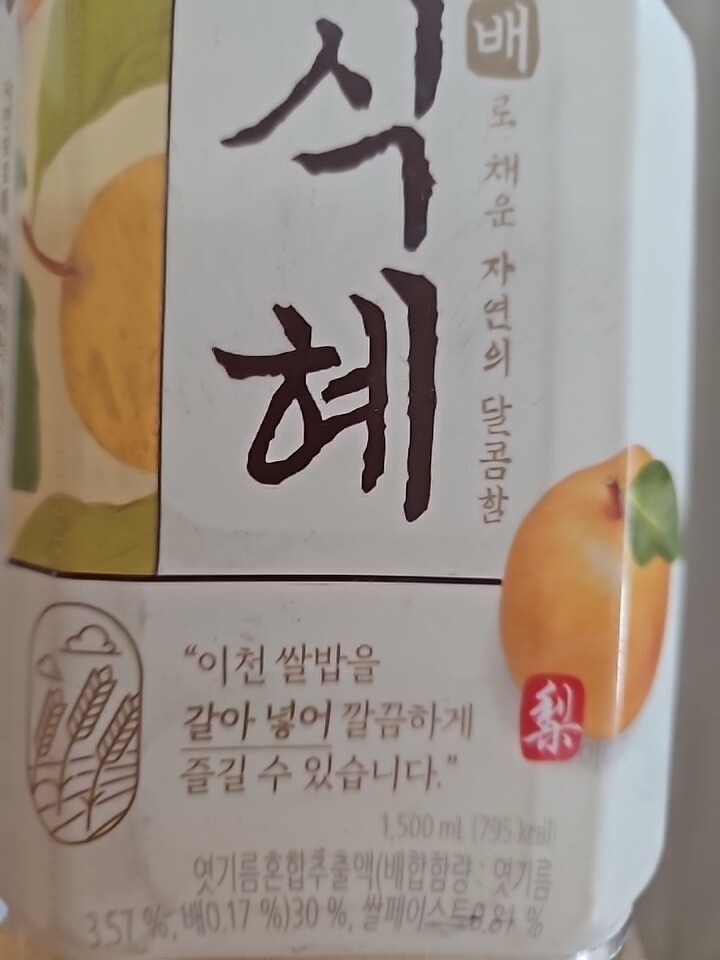 식혜
배로 채운 자연의 달콤함
梨
“이천 쌀밥을
갈아 넣어 깔끔하게
즐길 수 있습니다.”
1,500 mL (795 kcal)
엿기름혼합추출액(배합함량 : 엿기름
3.57 %, 배0.17 %)30 %, 쌀페이스트0.81 %